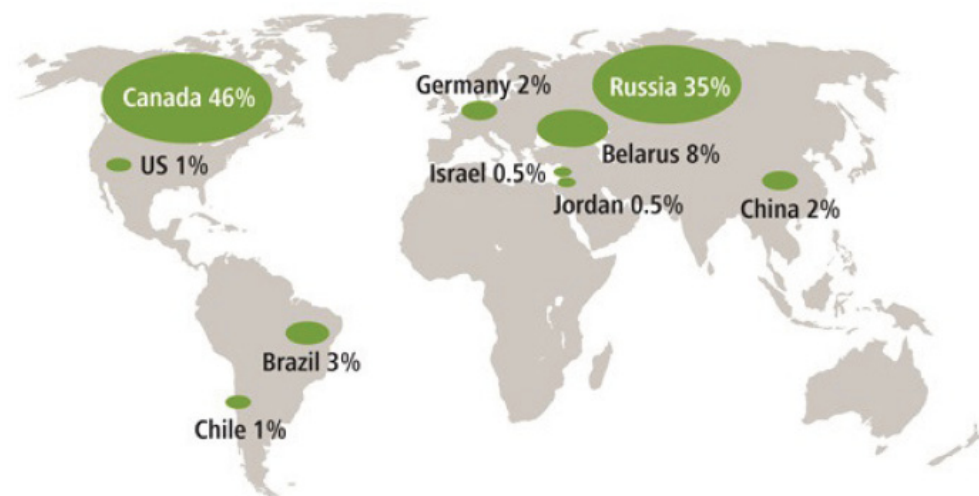 Canada 46%
Germany 2%
Russia 35%
US 1%
Belarus 8%
Israel 0.5%
Jordan 0.5%
China 2%
Brazil 3%
Chile 1%